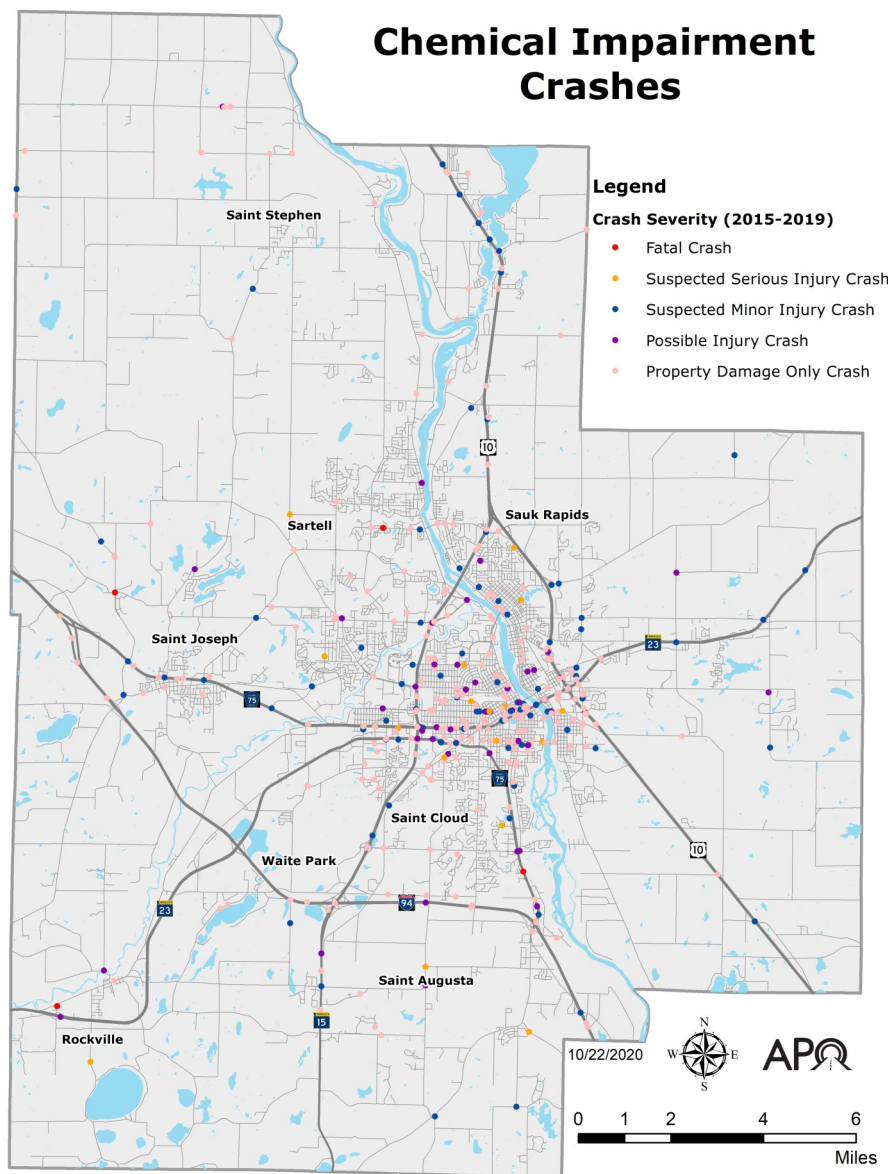 Chemical Impairment
Crashes
Legend
Crash Severity (2015-2019)
Fatal Crash
Suspected Serious Injury Crash
Suspected Minor Injury Crash
Possible Injury Crash
Property Damage Only Crash
Saint Stephen
10
Sartell
Sauk Rapids
Saint Joseph
23
75
75
Saint Cloud
Waite Park
10
94
23
Saint Augusta
15
Rockville
10/22/2020
N
W E
S
APO
0 1 2 4 6
Miles